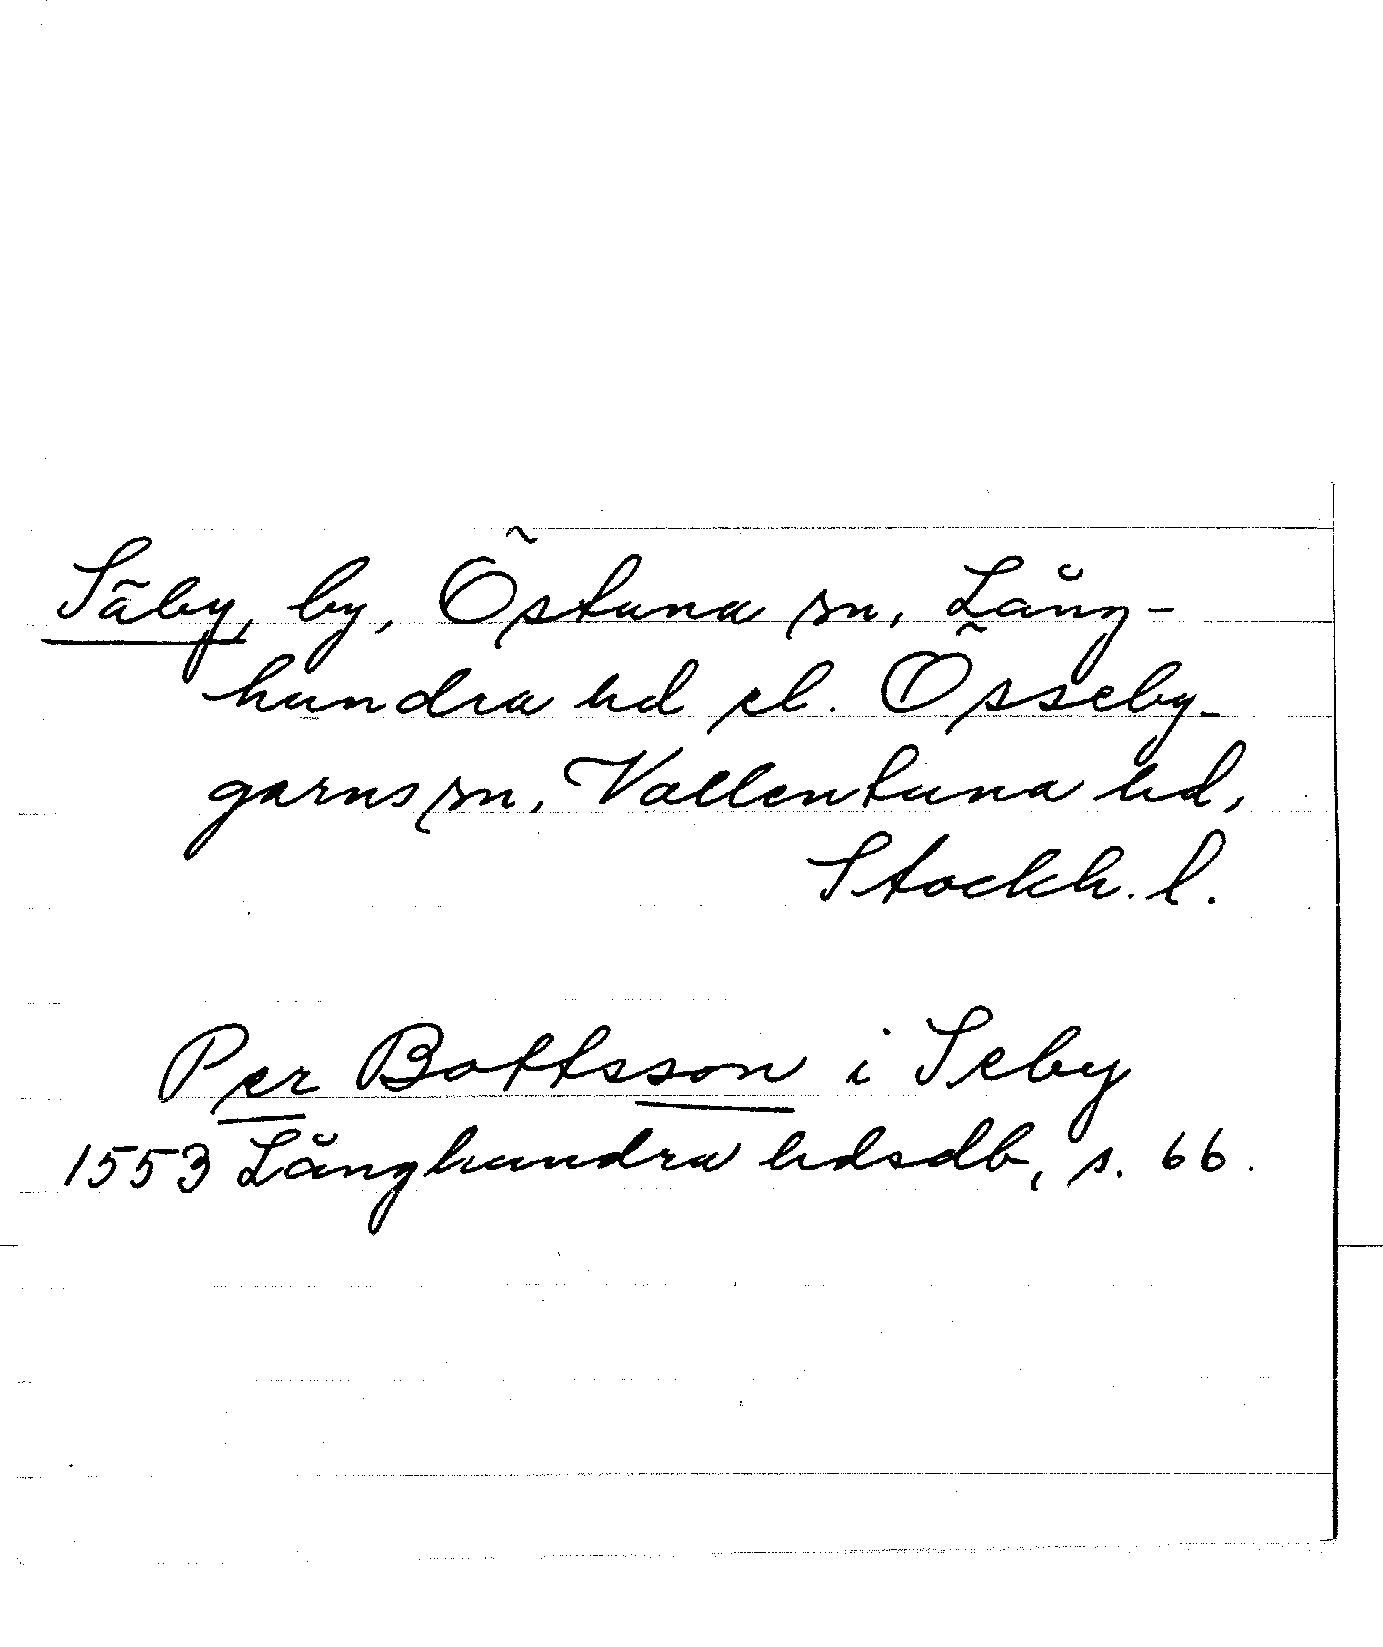 Säby, by, Östuna sn, Lång-
hundra hd el. Össeby-
garns sn, Vallentuna hd,
Stockh. l.
Per Bottsson i Seby
1553 Långhundra hdsdb, s. 66.